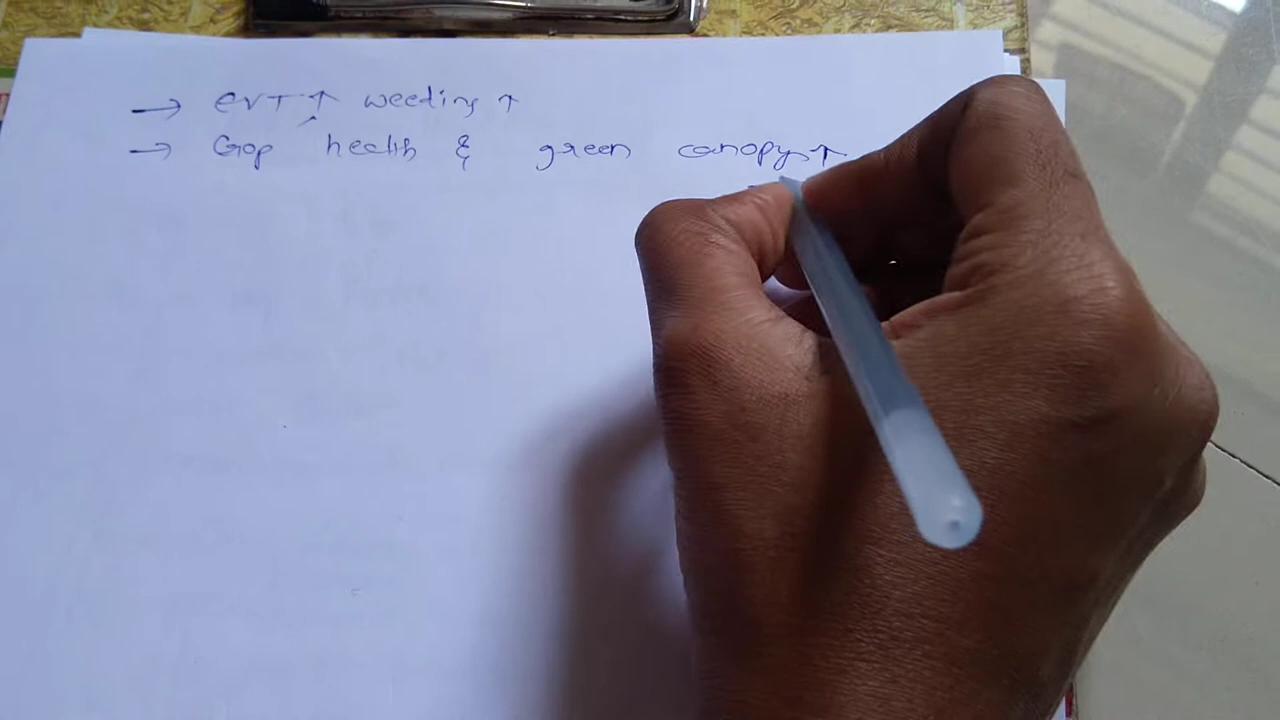 → EVT ↑ weeding ↑
→ Crop health & green canopy ↑